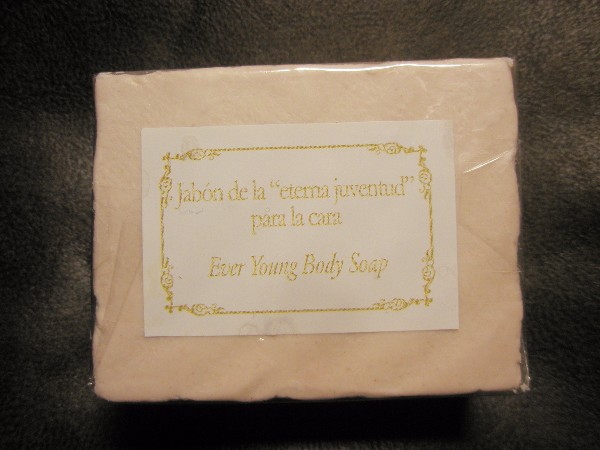 Jabón de la “eterna juventud”
para la cara
Ever Young Body Soap